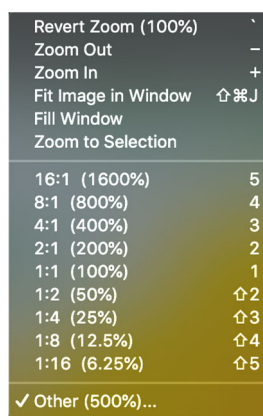 Revert Zoom (100%) `
Zoom Out −
Zoom In +
Fit Image in Window ⇧⌘J
Fill Window
Zoom to Selection
16:1 (1600%) 5
8:1 (800%) 4
4:1 (400%) 3
2:1 (200%) 2
1:1 (100%) 1
1:2 (50%) ⇧2
1:4 (25%) ⇧3
1:8 (12.5%) ⇧4
1:16 (6.25%) ⇧5
✓ Other (500%)...